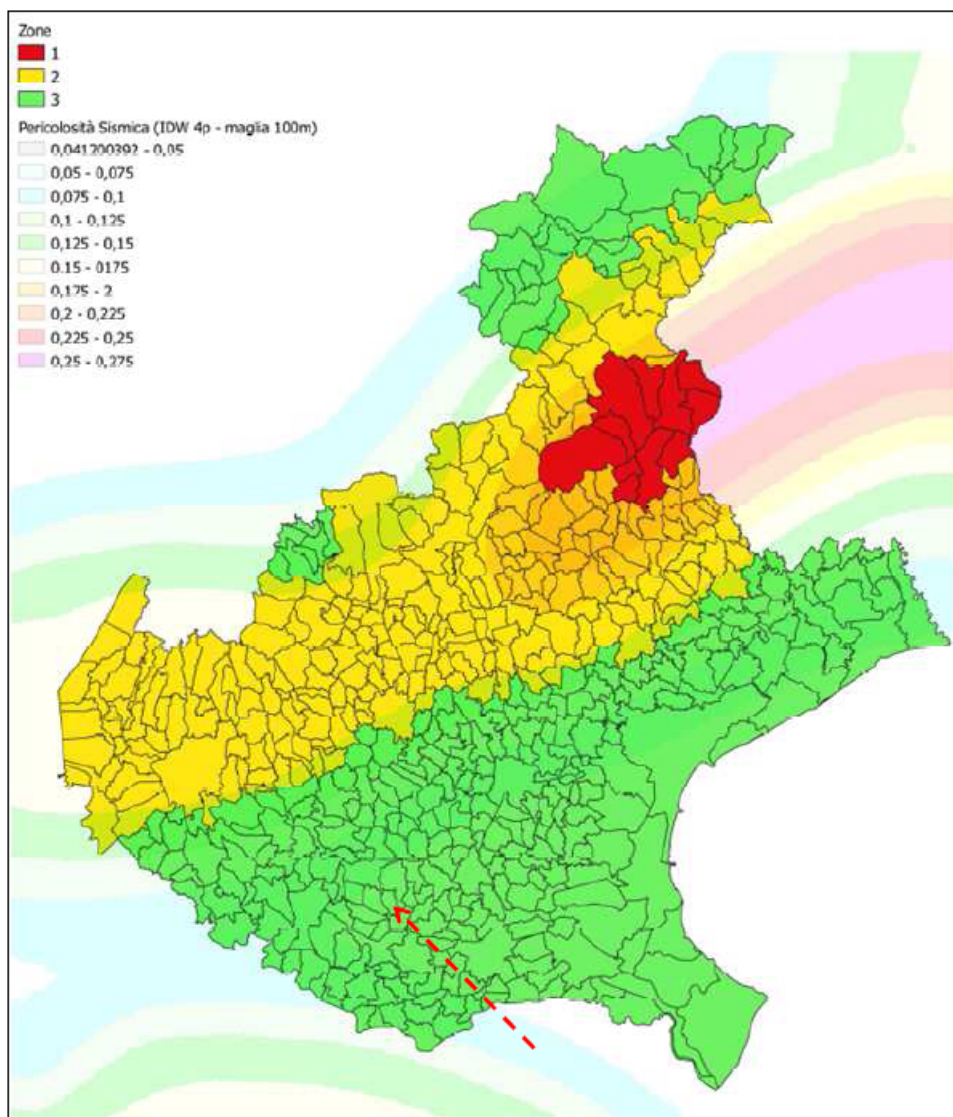 Zone
1
2
3
Pericolosità Sismica (IDW 4p - maglia 100m)
0,041200392 - 0,05
0,05 - 0,075
0,075 - 0,1
0,1 - 0,125
0,125 - 0,15
0.15 - 0175
0,175 - 2
0,2 - 0,225
0,225 - 0,25
0,25 - 0,275